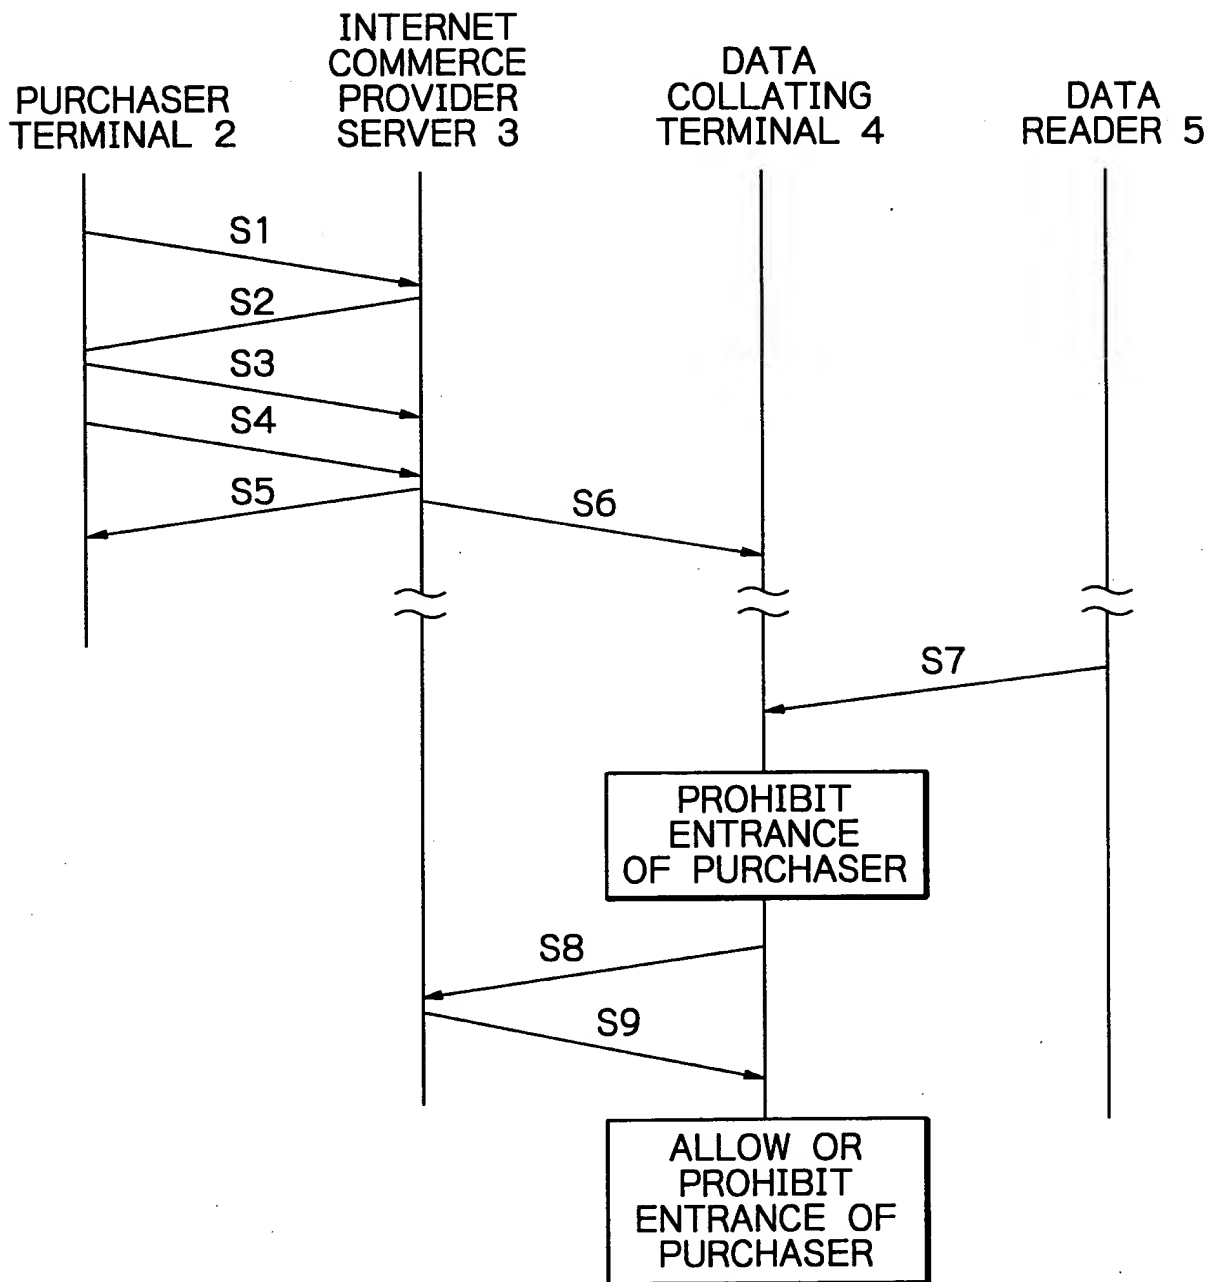 PURCHASER
TERMINAL 2
INTERNET
COMMERCE
PROVIDER
SERVER 3
DATA
COLLATING
TERMINAL 4
DATA
READER 5
S1
S2
S3
S4
S5
S6
S7
PROHIBIT
ENTRANCE
OF PURCHASER
S8
S9
ALLOW OR
PROHIBIT
ENTRANCE OF
PURCHASER